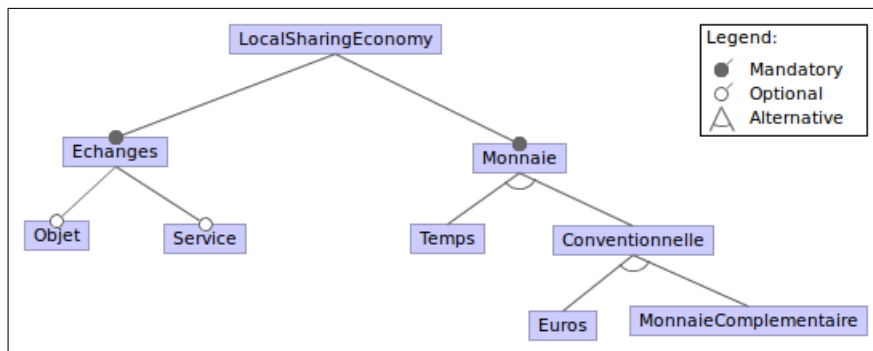 LocalSharingEconomy
Legend:
Mandatory
Optional
Alternative
Echanges
Monnaie
Objet
Service
Temps
Conventionnelle
Euros
MonnaieComplementaire